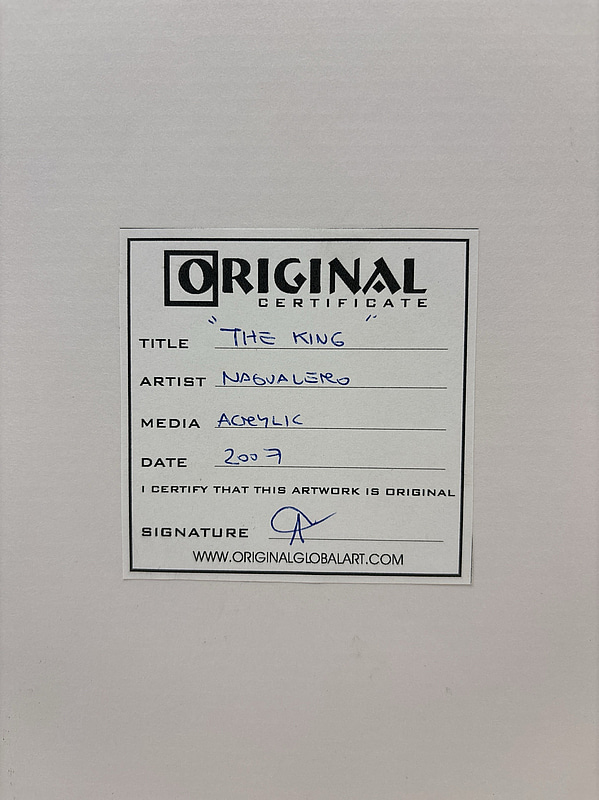 ORIGINAL
CERTIFICATE
TITLE "THE KING"
ARTIST NAGUALERO
MEDIA ACRYLIC
DATE 2007
I CERTIFY THAT THIS ARTWORK IS ORIGINAL
SIGNATURE
WWW.ORIGINALGLOBALART.COM